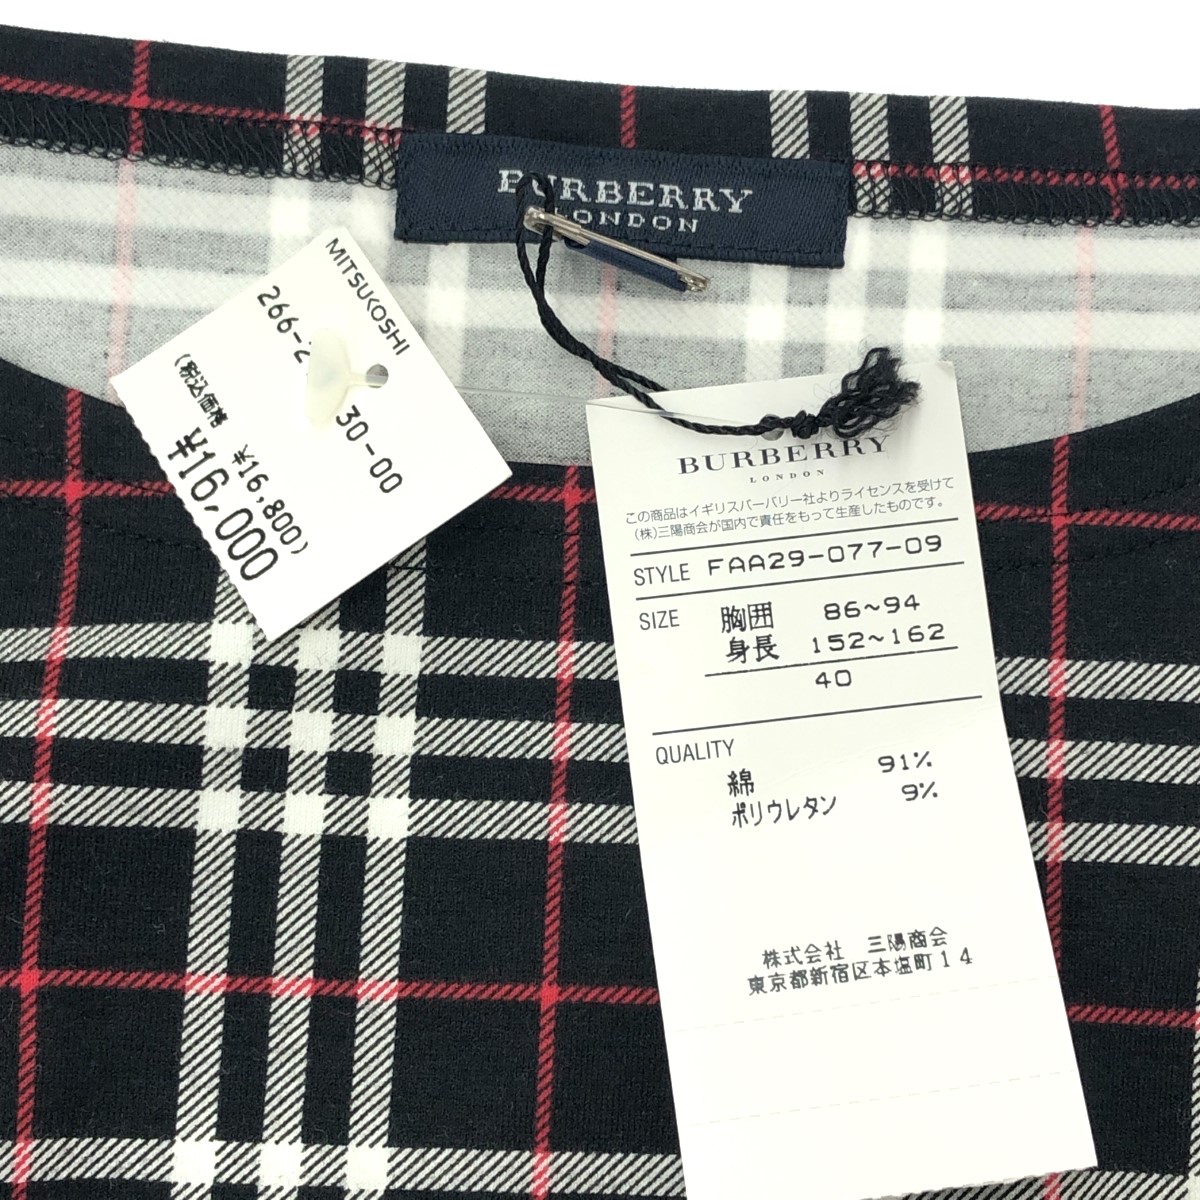 BURBERRY
LONDON
MITSUKOSHI
266-2 30-00
(税込価格 ¥16,800)
¥16,000
BURBERRY
LONDON
この商品はイギリスバーバリー社よりライセンスを受けて
(株)三陽商会が国内で責任をもって生産したものです。
STYLE FAA29-077-09
SIZE 胸囲 86~94
身長 152~162
40
QUALITY
綿 91%
ポリウレタン 9%
株式会社 三陽商会
東京都新宿区本塩町14